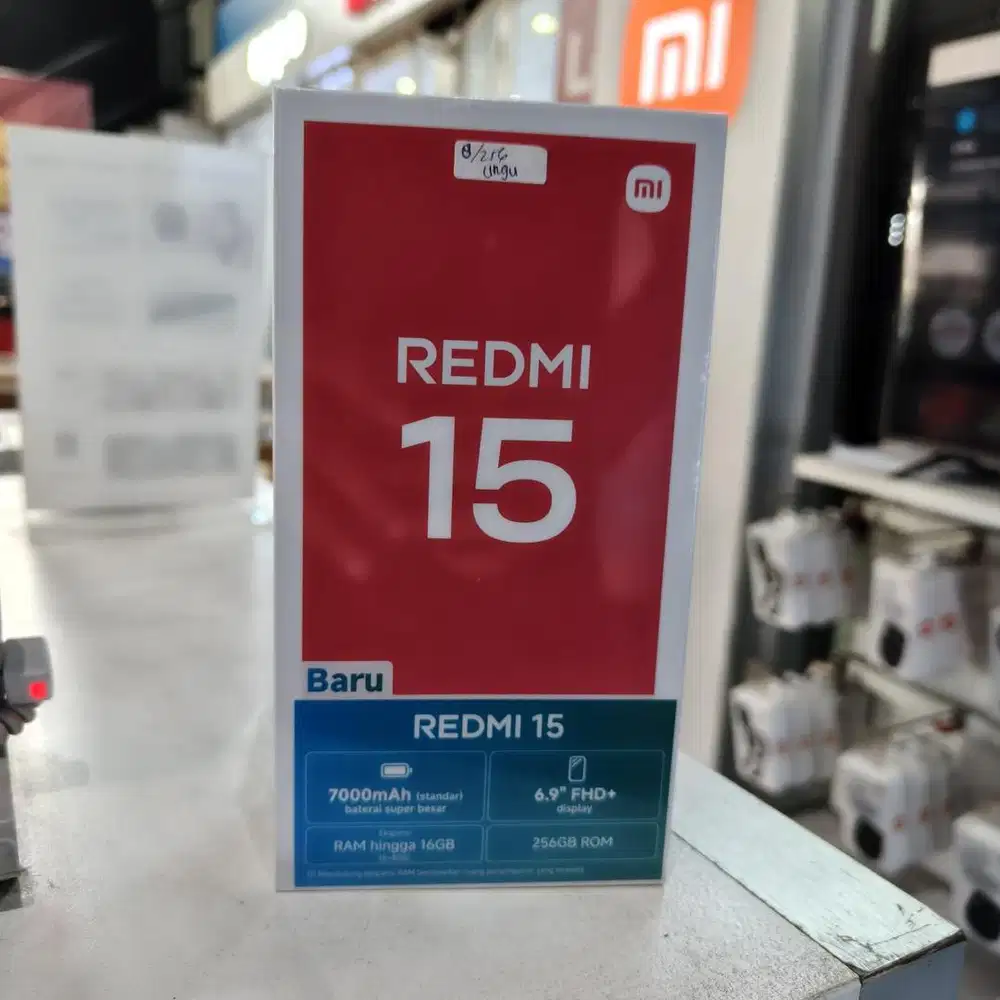 mi
8/256
Ungu
mi
REDMI
15
Baru
REDMI 15
7000mAh (standar)
baterai super besar
6.9" FHD+
display
Ekspansi
RAM hingga 16GB
256GB ROM